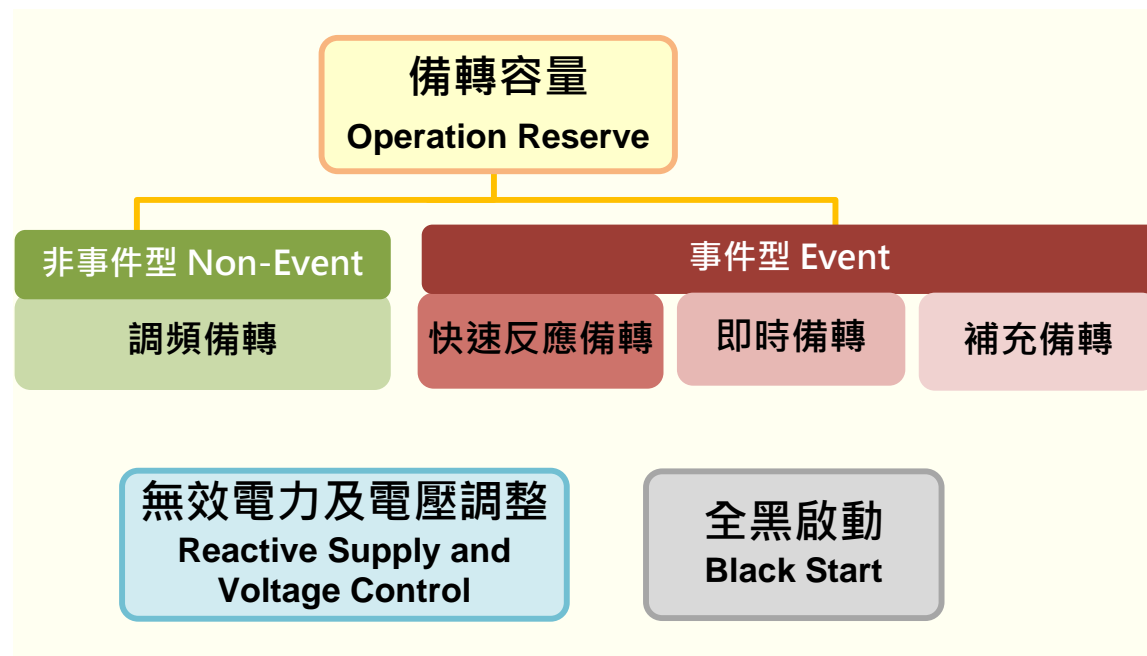 備轉容量
Operation Reserve
非事件型 Non-Event
事件型 Event
調頻備轉
快速反應備轉
即時備轉
補充備轉
無效電力及電壓調整
Reactive Supply and
Voltage Control
全黑啟動
Black Start